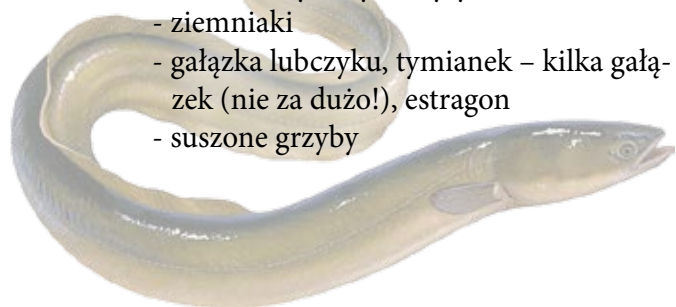 - ziemniaki
- gałązka lubczyku, tymianek – kilka gałą-
zek (nie za dużo!), estragon
- suszone grzyby